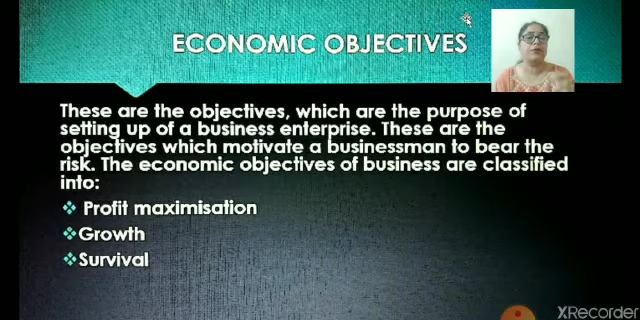 ECONOMIC OBJECTIVES
These are the objectives, which are the purpose of
setting up of a business enterprise. These are the
objectives which motivate a businessman to bear the
risk. The economic objectives of business are classified
into:
❖ Profit maximisation
❖Growth
❖Survival
XRecorder